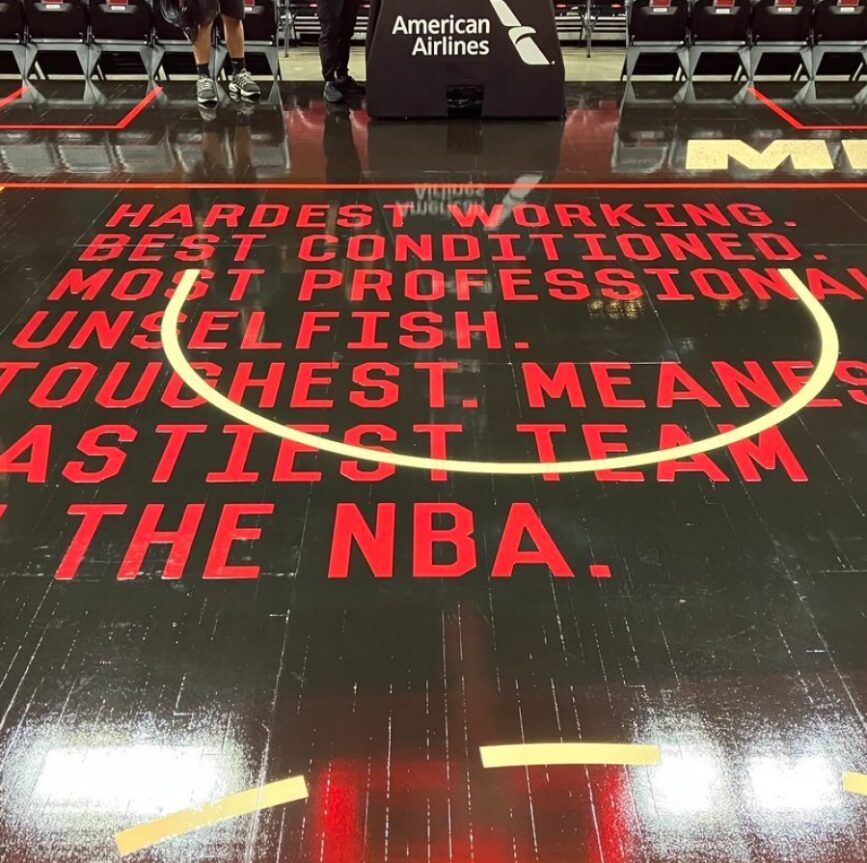 American
Airlines
HARDEST WORKING.
BEST CONDITIONED.
MOST PROFESSIONA
UNSELFISH.
TOUGHEST. MEANES
ASTIEST TEAM
THE NBA.